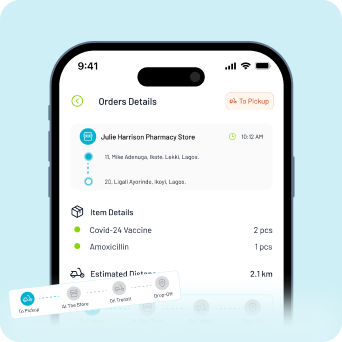 9:41
Orders Details
To Pickup
Julie Harrison Pharmacy Store
10:12 AM
11, Mike Adenuga, Ikate, Lekki, Lagos.
20, Ligali Ayorinde, Ikoyi, Lagos.
Item Details
Covid-24 Vaccine 2 pcs
Amoxicillin 1 pcs
Estimated 2.1 km
To Pickup
At The Store
On Transit
Drop-Off